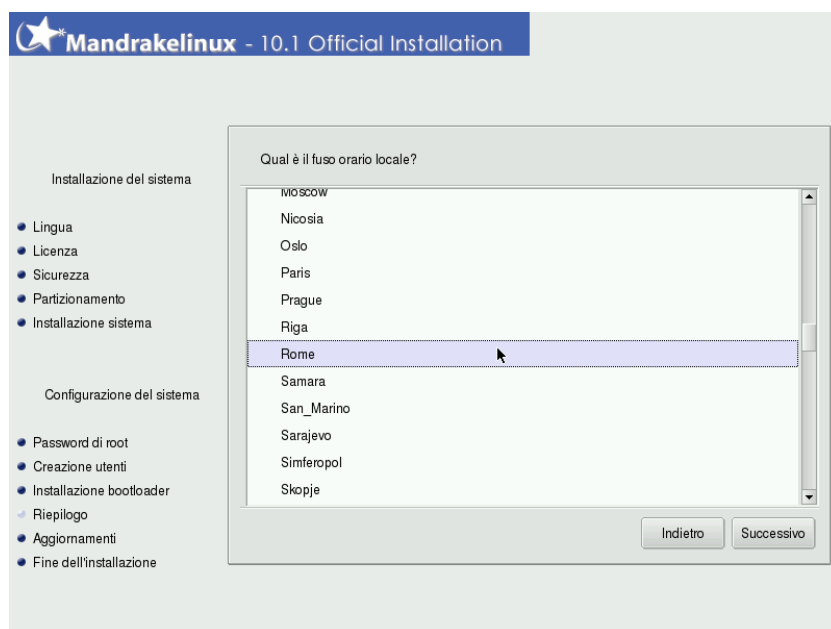 Mandrakelinux - 10.1 Official Installation
Installazione del sistema
Lingua
Licenza
Sicurezza
Partizionamento
Installazione sistema
Configurazione del sistema
Password di root
Creazione utenti
Installazione bootloader
Riepilogo
Aggiornamenti
Fine dell'installazione
Qual è il fuso orario locale?
Moscow
Nicosia
Oslo
Paris
Prague
Riga
Rome
Samara
San_Marino
Sarajevo
Simferopol
Skopje
Indietro
Successivo